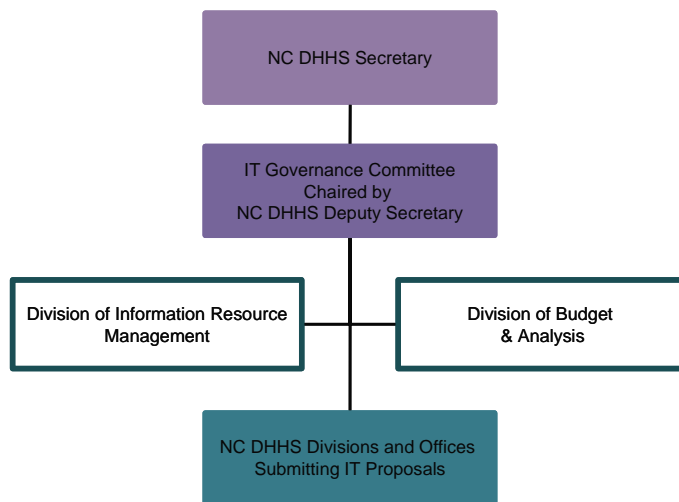 NC DHHS Secretary
IT Governance Committee
Chaired by
NC DHHS Deputy Secretary
Division of Information Resource
Management
Division of Budget
& Analysis
NC DHHS Divisions and Offices
Submitting IT Proposals